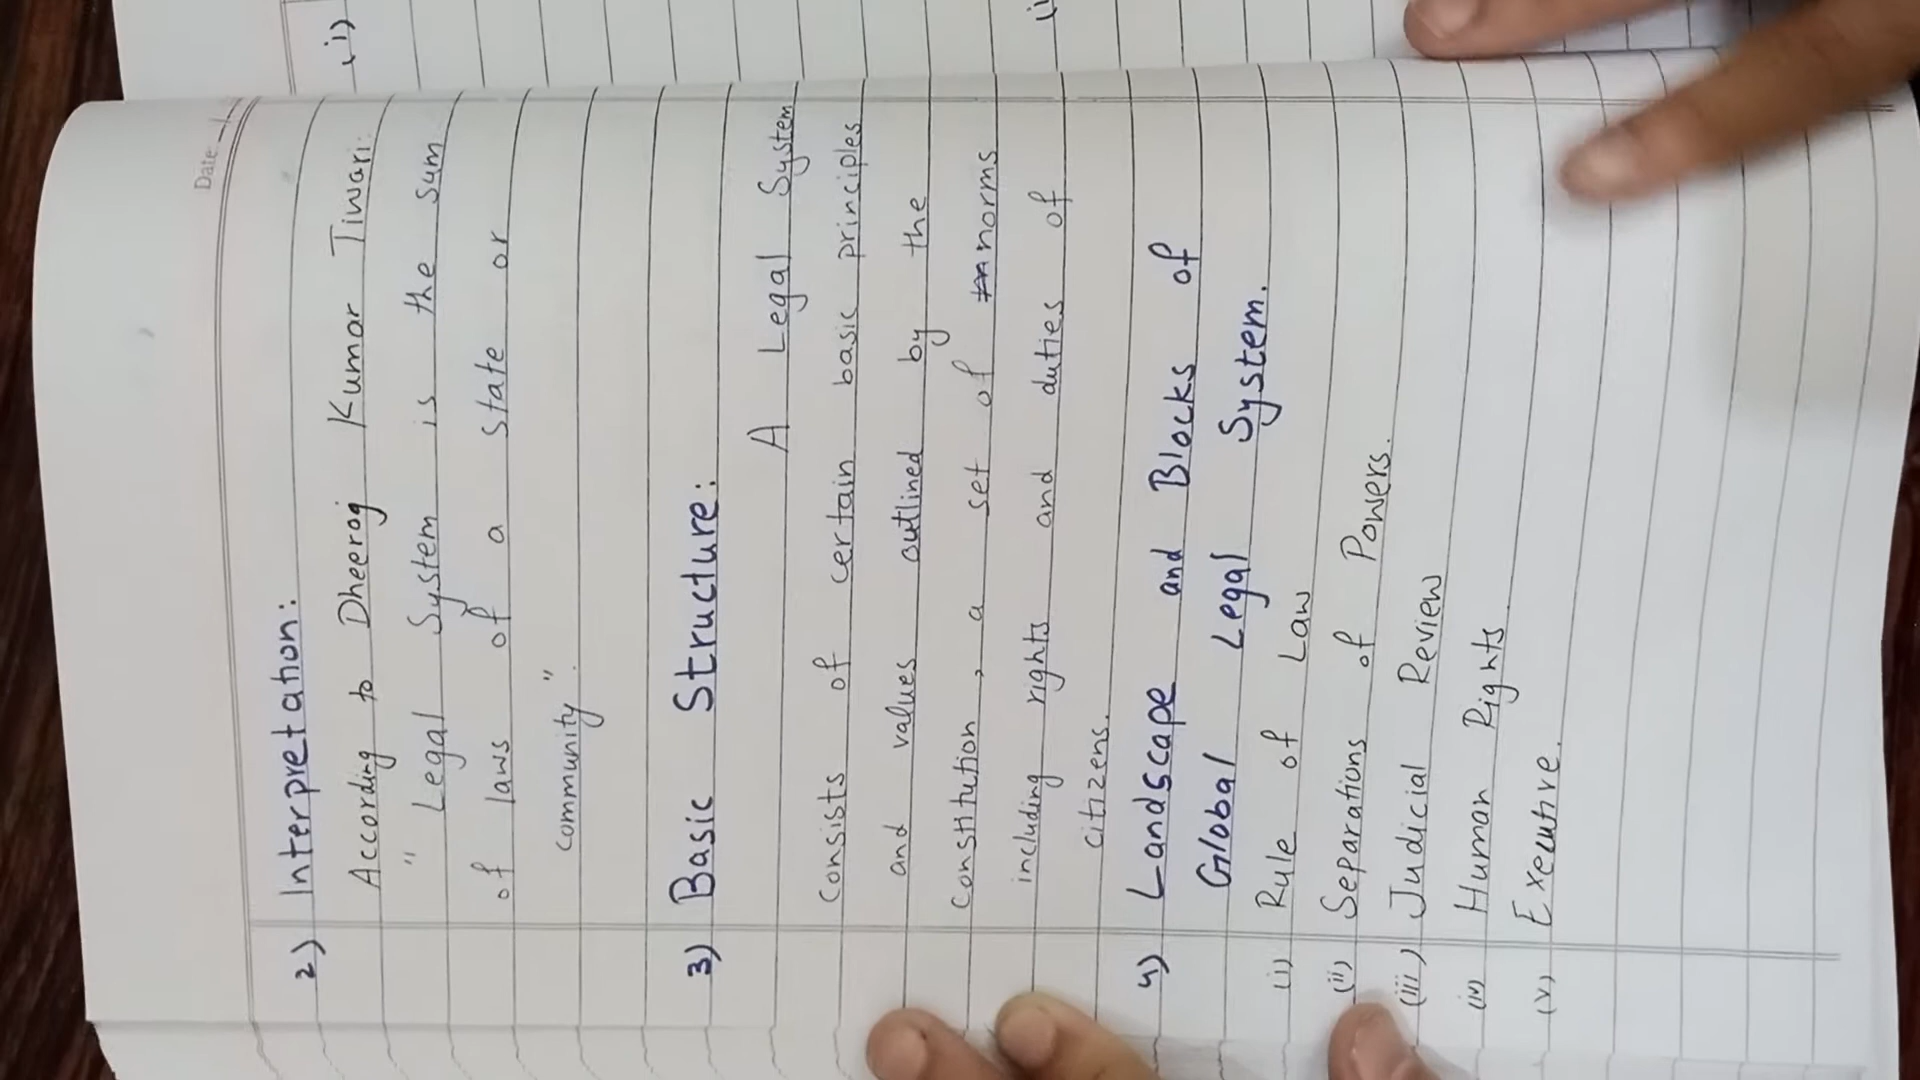 Date:
2) Interpretation:
According to Dheeraj Kumar Tiwari:
" Legal System is the sum
of laws of a state or
community".
3) Basic Structure:
A Legal System
consists of certain basic principles
and values outlined by the
Constitution, a set of norms
including rights and duties of
citizens.
4) Landscape and Blocks of
Global Legal System.
(i) Rule of Law
(ii) Separations of Powers.
(iii) Judicial Review
(iv) Human Rights
(v) Executive.
(i)